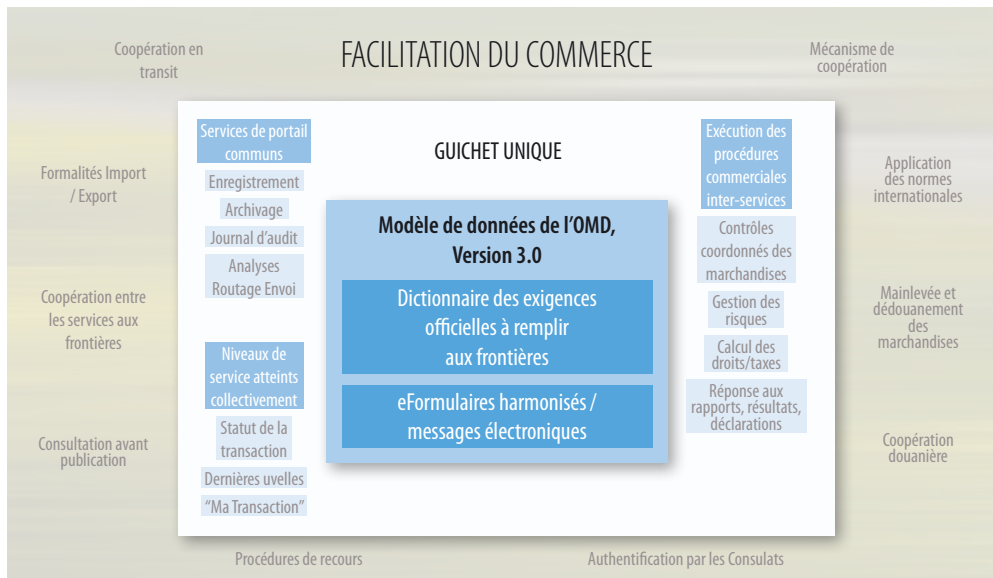 FACILITATION DU COMMERCE
Coopération en
transit
Mécanisme de
coopération
Formalités Import
/ Export
Coopération entre
les services aux
frontières
Consultation avant
publication
Services de portail
communs
Enregistrement
Archivage
Journal d’audit
Analyses
Routage Envoi
Niveaux de
service atteints
collectivement
Statut de la
transaction
Dernières uvelles
“Ma Transaction”
GUICHET UNIQUE
Modèle de données de l’OMD,
Version 3.0
Dictionnaire des exigences
officielles à remplir
aux frontières
eFormulaires harmonisés /
messages électroniques
Exécution des
procédures
commerciales
inter-services
Contrôles
coordonnés des
marchandises
Gestion des
risques
Calcul des
droits/taxes
Réponse aux
rapports, résultats,
déclarations
Application
des normes
internationales
Mainlevée et
dédouanement
des
marchandises
Coopération
douanière
Procédures de recours
Authentification par les Consulats